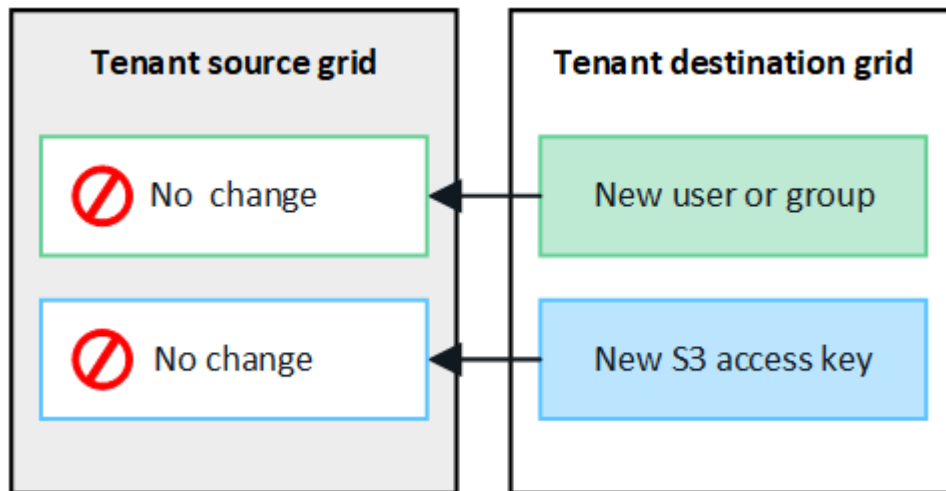 Tenant source grid
No change
No change
Tenant destination grid
New user or group
New S3 access key